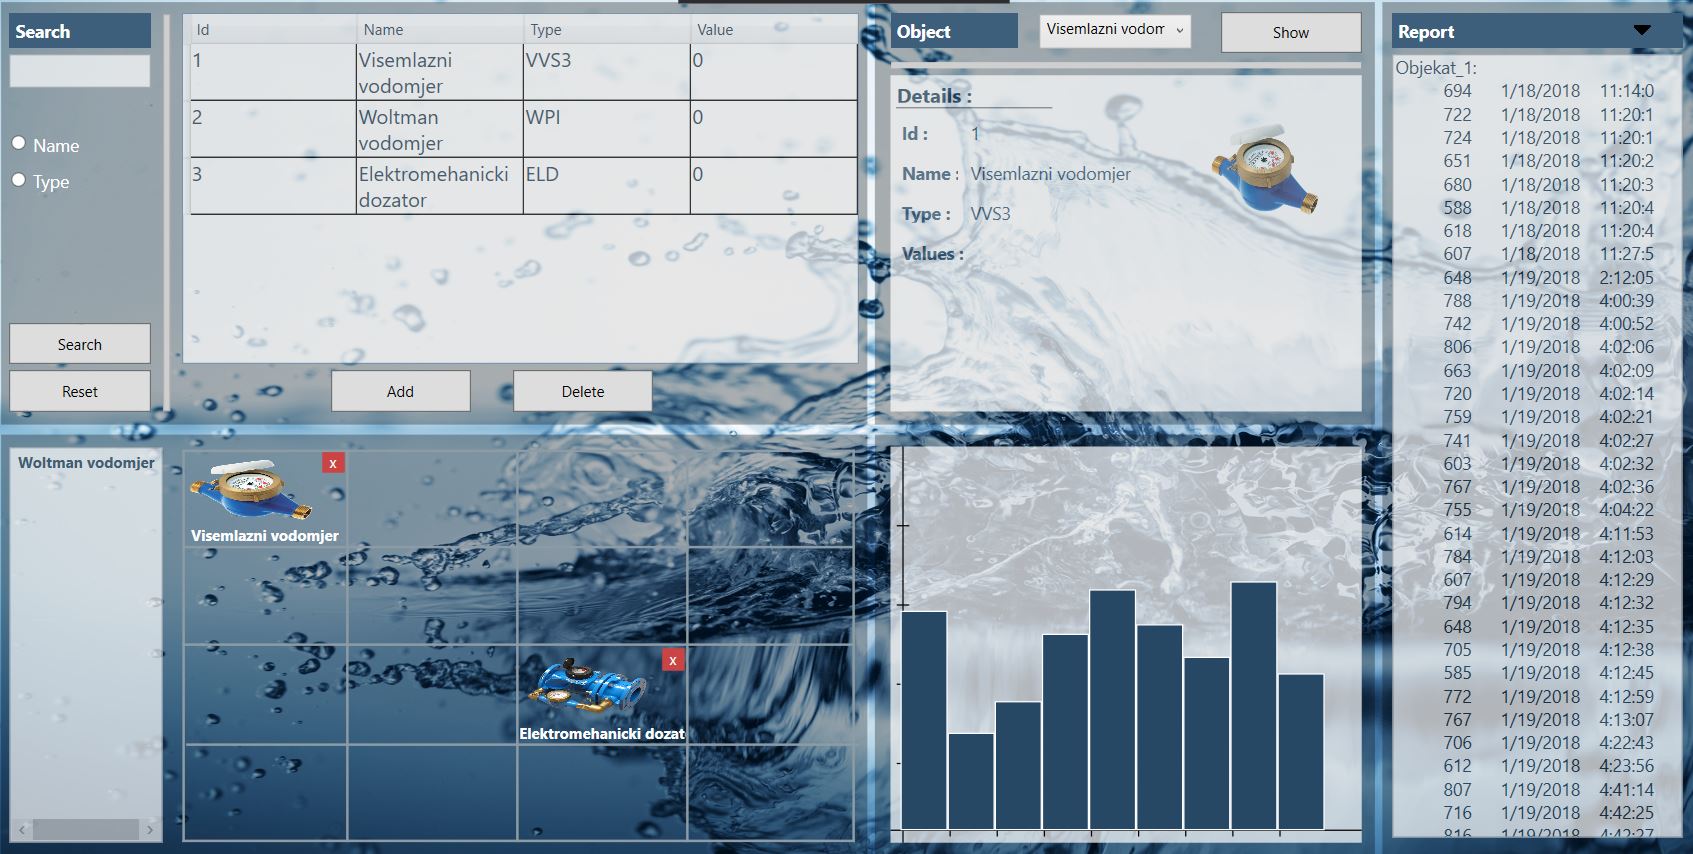 Search
Name
Type
Search
Reset
Id Name Type Value
1 Visemlazni vodomjer VVS3 0
2 Woltman vodomjer WPI 0
3 Elektromehanicki dozator ELD 0
Add Delete
Object Visemlazni vodom Show
Details :
Id : 1
Name : Visemlazni vodomjer
Type : VVS3
Values :
Report
Objekat_1:
694 1/18/2018 11:14:0
722 1/18/2018 11:20:1
724 1/18/2018 11:20:1
651 1/18/2018 11:20:2
680 1/18/2018 11:20:3
588 1/18/2018 11:20:4
618 1/18/2018 11:20:4
607 1/18/2018 11:27:5
648 1/19/2018 2:12:05
788 1/19/2018 4:00:39
742 1/19/2018 4:00:52
806 1/19/2018 4:02:06
663 1/19/2018 4:02:09
720 1/19/2018 4:02:14
759 1/19/2018 4:02:21
741 1/19/2018 4:02:27
603 1/19/2018 4:02:32
767 1/19/2018 4:02:36
755 1/19/2018 4:04:22
614 1/19/2018 4:11:53
784 1/19/2018 4:12:03
607 1/19/2018 4:12:29
794 1/19/2018 4:12:32
648 1/19/2018 4:12:35
705 1/19/2018 4:12:38
585 1/19/2018 4:12:45
772 1/19/2018 4:12:59
767 1/19/2018 4:13:07
706 1/19/2018 4:22:43
612 1/19/2018 4:23:56
807 1/19/2018 4:41:14
716 1/19/2018 4:42:25
816 1/19/2018 4:42:27
Woltman vodomjer
x
Visemlazni vodomjer
x
Elektromehanicki dozat